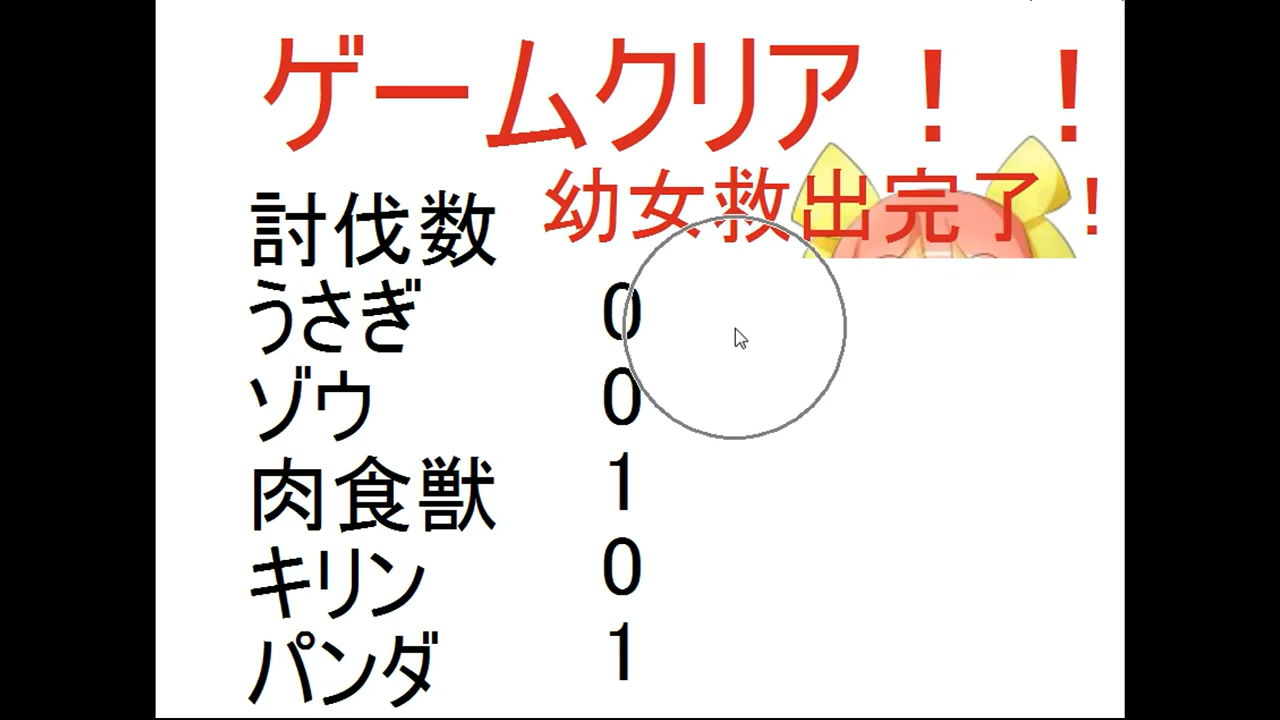 ゲームクリア！！
幼女救出完了！
討伐数
うさぎ 0
ゾウ 0
肉食獣 1
キリン 0
パンダ 1